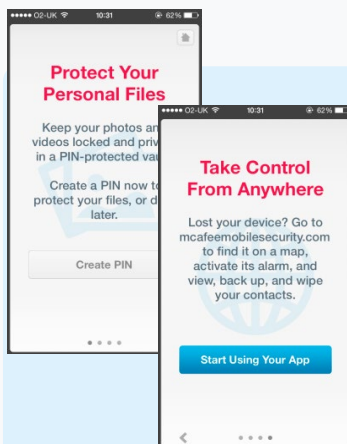 O2-UK 10:31 62%
Protect Your
Personal Files
Keep your photos an
videos locked and priv
in a PIN-protected vau
Create a PIN now to
protect your files, or d
later.
Create PIN
O2-UK 10:31 62%
Take Control
From Anywhere
Lost your device? Go to
mcafeemobilesecurity.com
to find it on a map,
activate its alarm, and
view, back up, and wipe
your contacts.
Start Using Your App